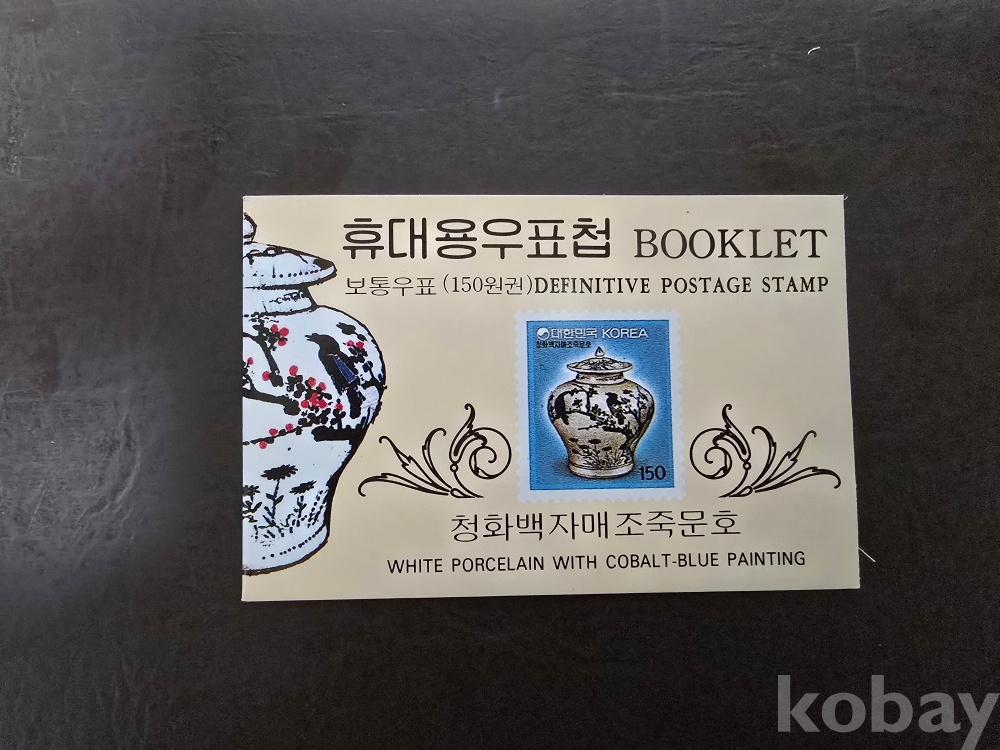 휴대용우표첩 BOOKLET
보통우표 (150원권)DEFINITIVE POSTAGE STAMP
대한민국 KOREA
청화백자매조죽문호
150
청화백자매조죽문호
WHITE PORCELAIN WITH COBALT-BLUE PAINTING
kobay